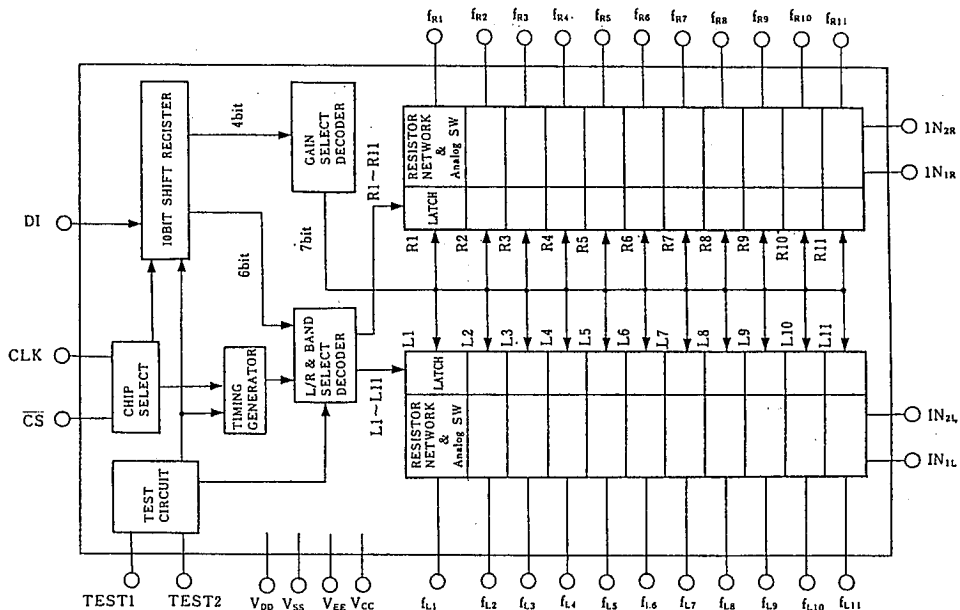 fR1 fR2 fR3 fR4 fR5 fR6 fR7 fR8 fR9 fR10 fR11
10BIT SHIFT REGISTER
4bit
GAIN
SELECT
DECODER
R1~R11
RESISTOR
NETWORK
&
Analog SW
LATCH
1N2R
1N1R
DI
6bit
7bit
R1 R2 R3 R4 R5 R6 R7 R8 R9 R10 R11
L1 L2 L3 L4 L5 L6 L7 L8 L9 L10 L11
CLK
CS
CHIP
SELECT
TIMING
GENERATOR
L/R & BAND
SELECT
DECODER
L1~L11
LATCH
RESISTOR
NETWORK
&
Analog SW
1N2L
IN1L
TEST
CIRCUIT
TEST1 TEST2 VDD VSS VEE VCC fL1 fL2 fL3 fL4 fL5 fL6 fL7 fL8 fL9 fL10 fL11